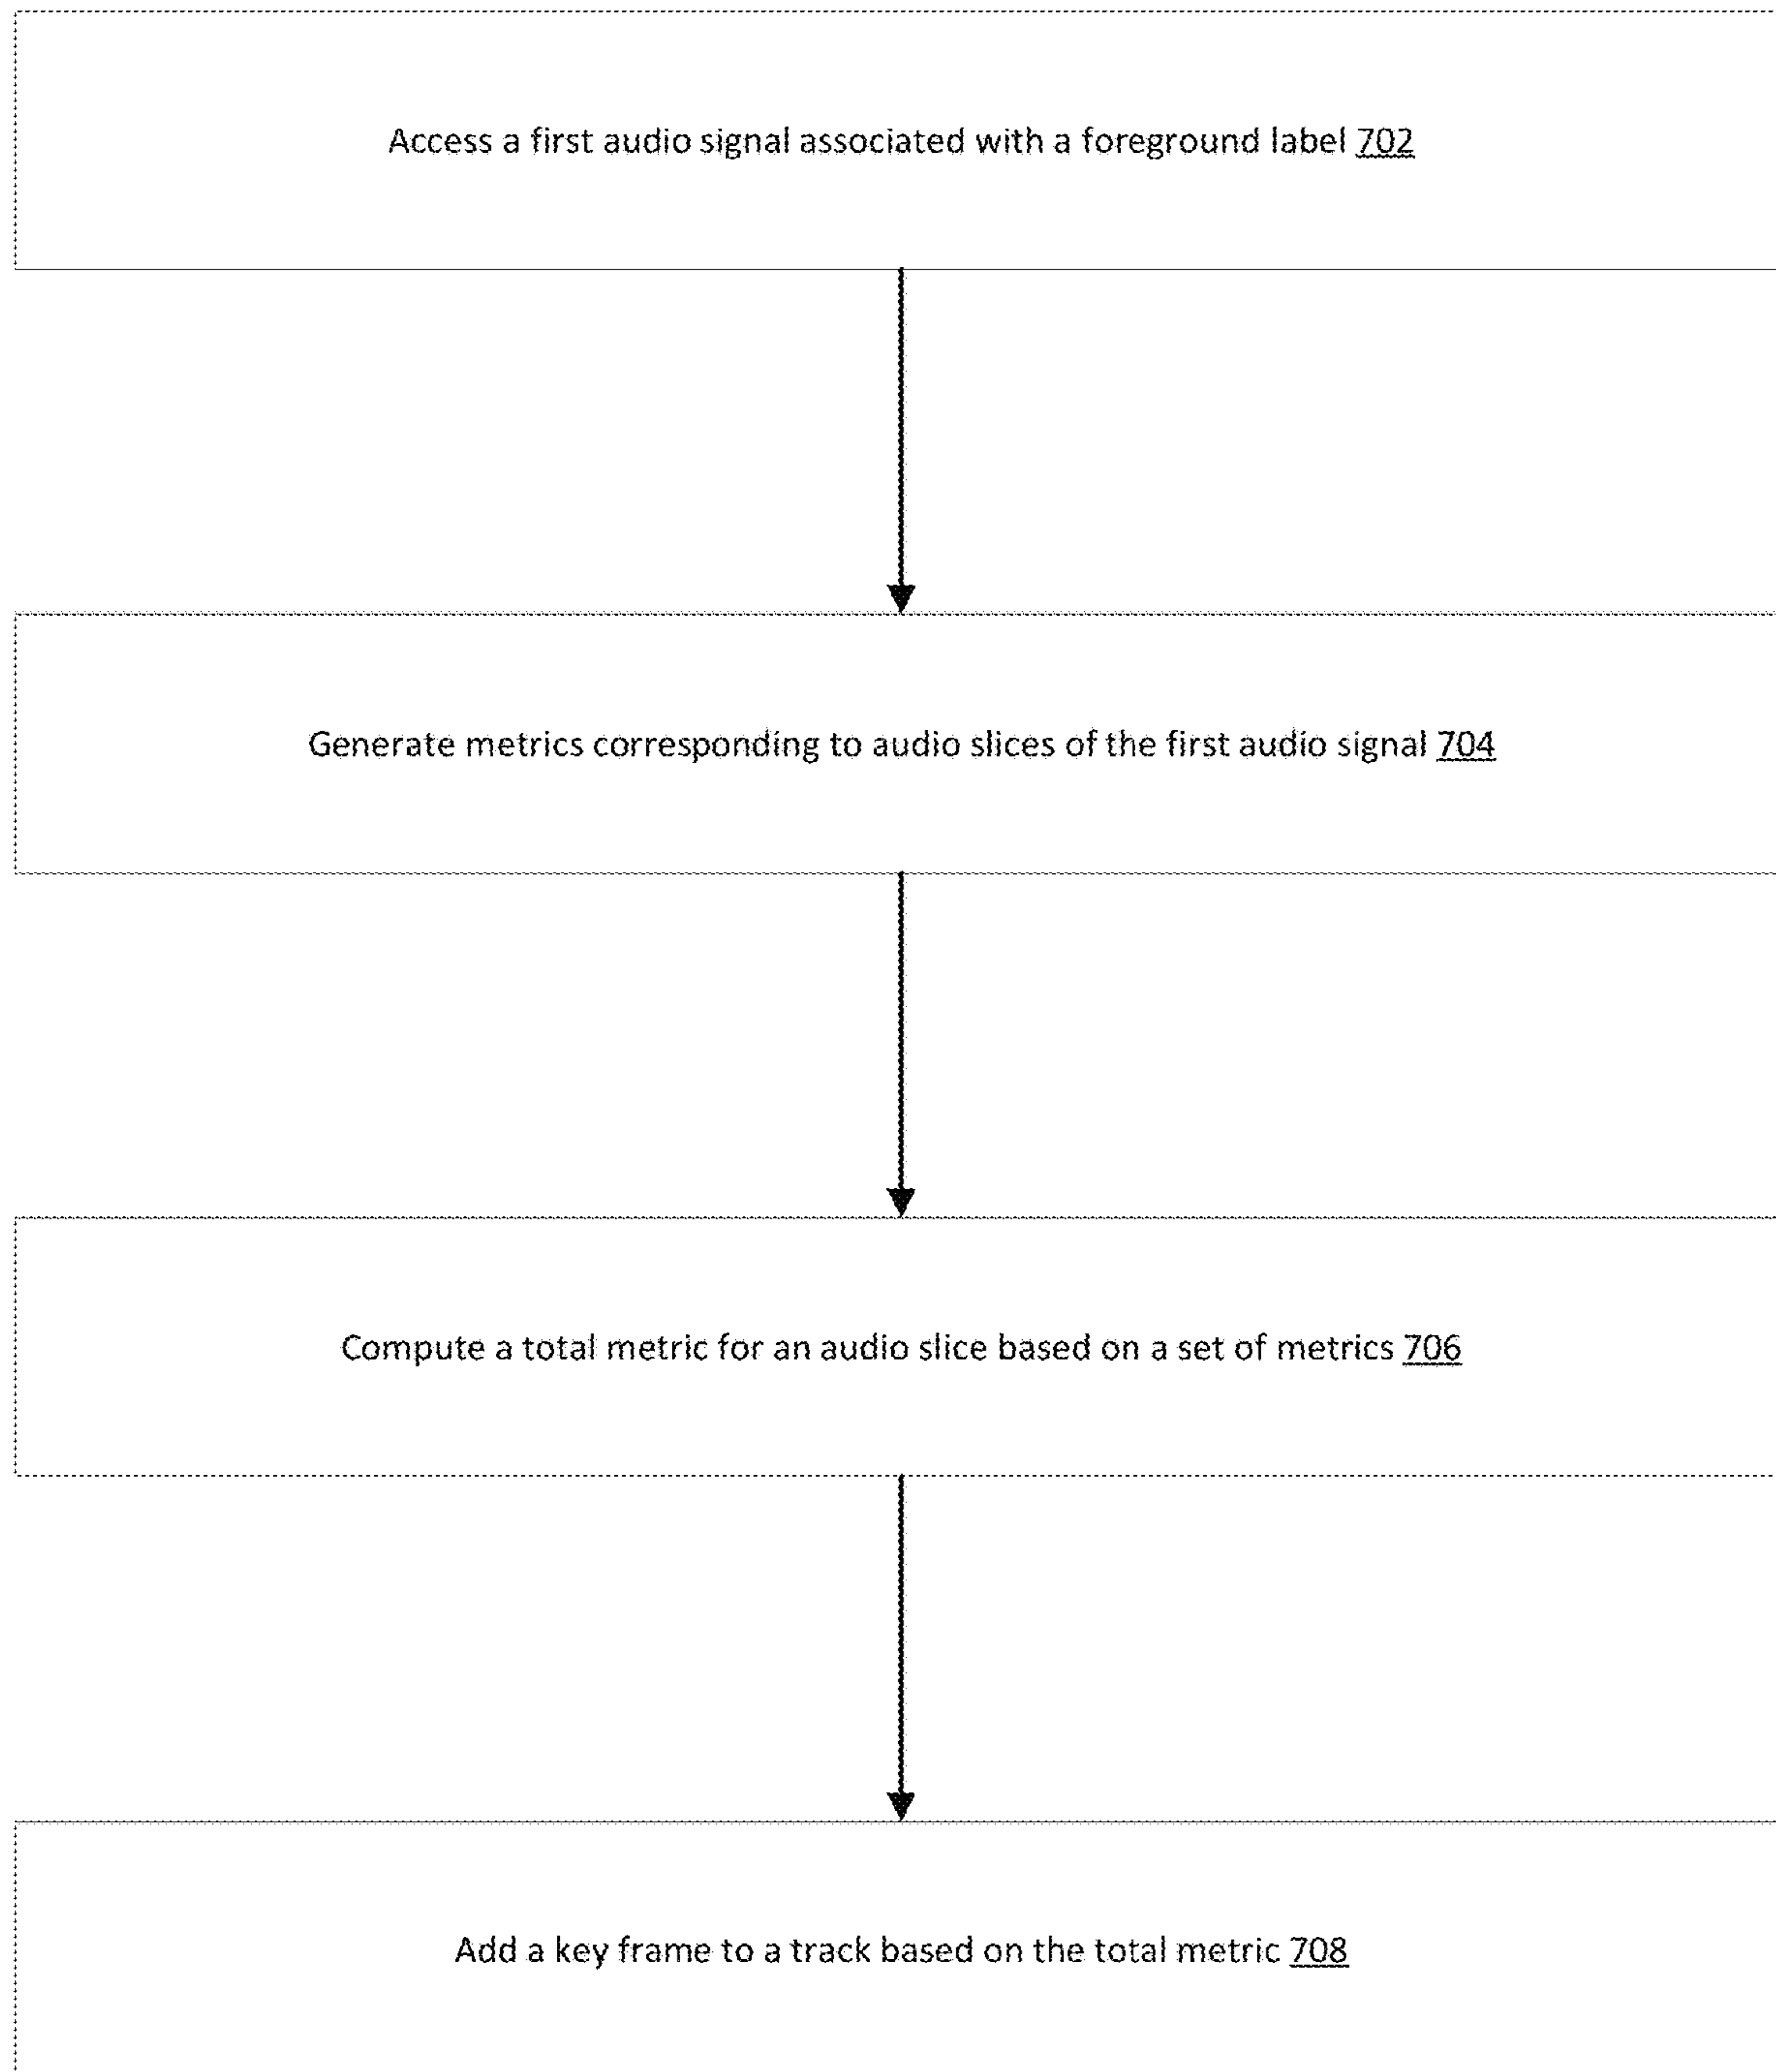 Access a first audio signal associated with a foreground label 702
Generate metrics corresponding to audio slices of the first audio signal 704
Compute a total metric for an audio slice based on a set of metrics 706
Add a key frame to a track based on the total metric 708